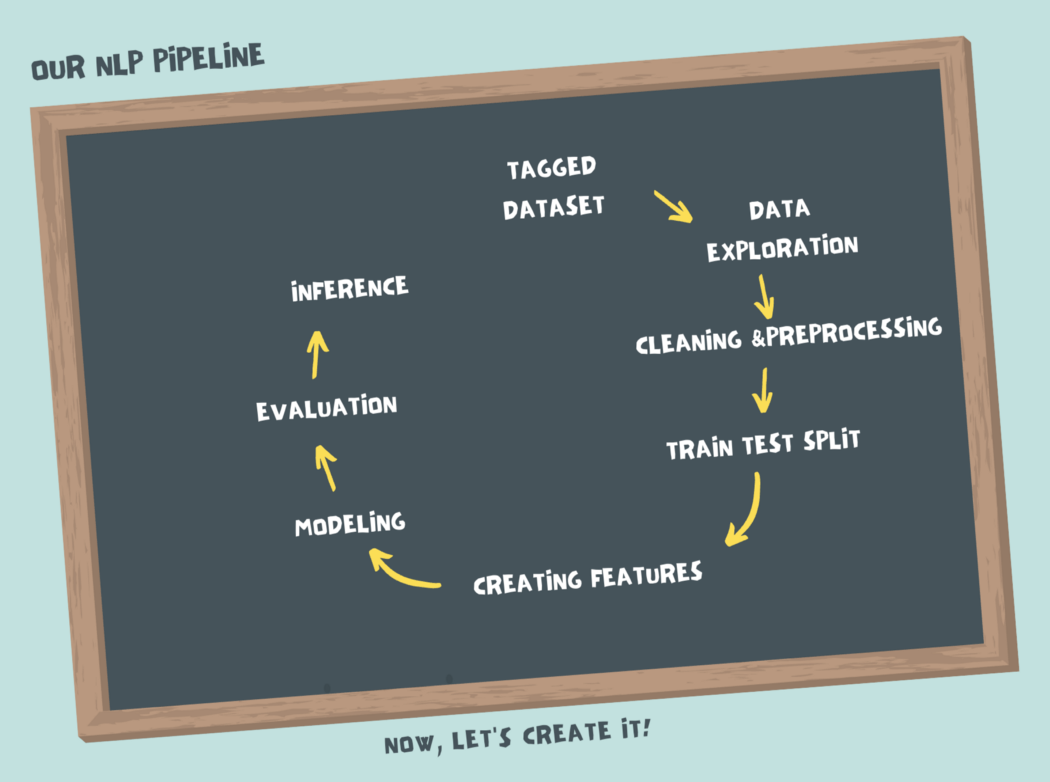 OUR NLP PIPELINE
TAGGED
DATASET
DATA
EXPLORATION
CLEANING &PREPROCESSING
TRAIN TEST SPLIT
CREATING FEATURES
MODELING
EVALUATION
INFERENCE
NOW, LET'S CREATE IT!